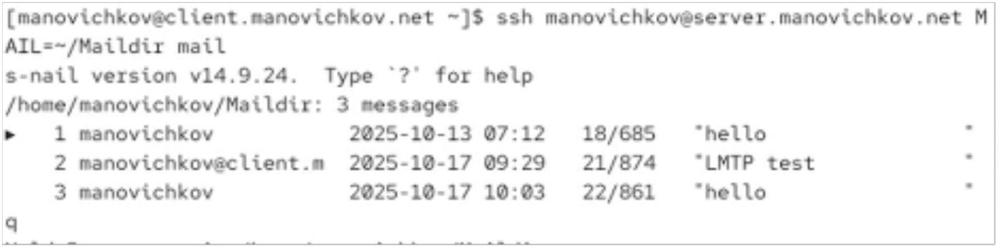 [manovichkov@client.manovichkov.net ~]$ ssh manovichkov@server.manovichkov.net M
AIL=~/Maildir mail
s-nail version v14.9.24.  Type `?' for help
/home/manovichkov/Maildir: 3 messages
▸   1 manovichkov           2025-10-13 07:12   18/685   "hello                "
    2 manovichkov@client.m  2025-10-17 09:29   21/874   "LMTP test            "
    3 manovichkov           2025-10-17 10:03   22/861   "hello                "
q